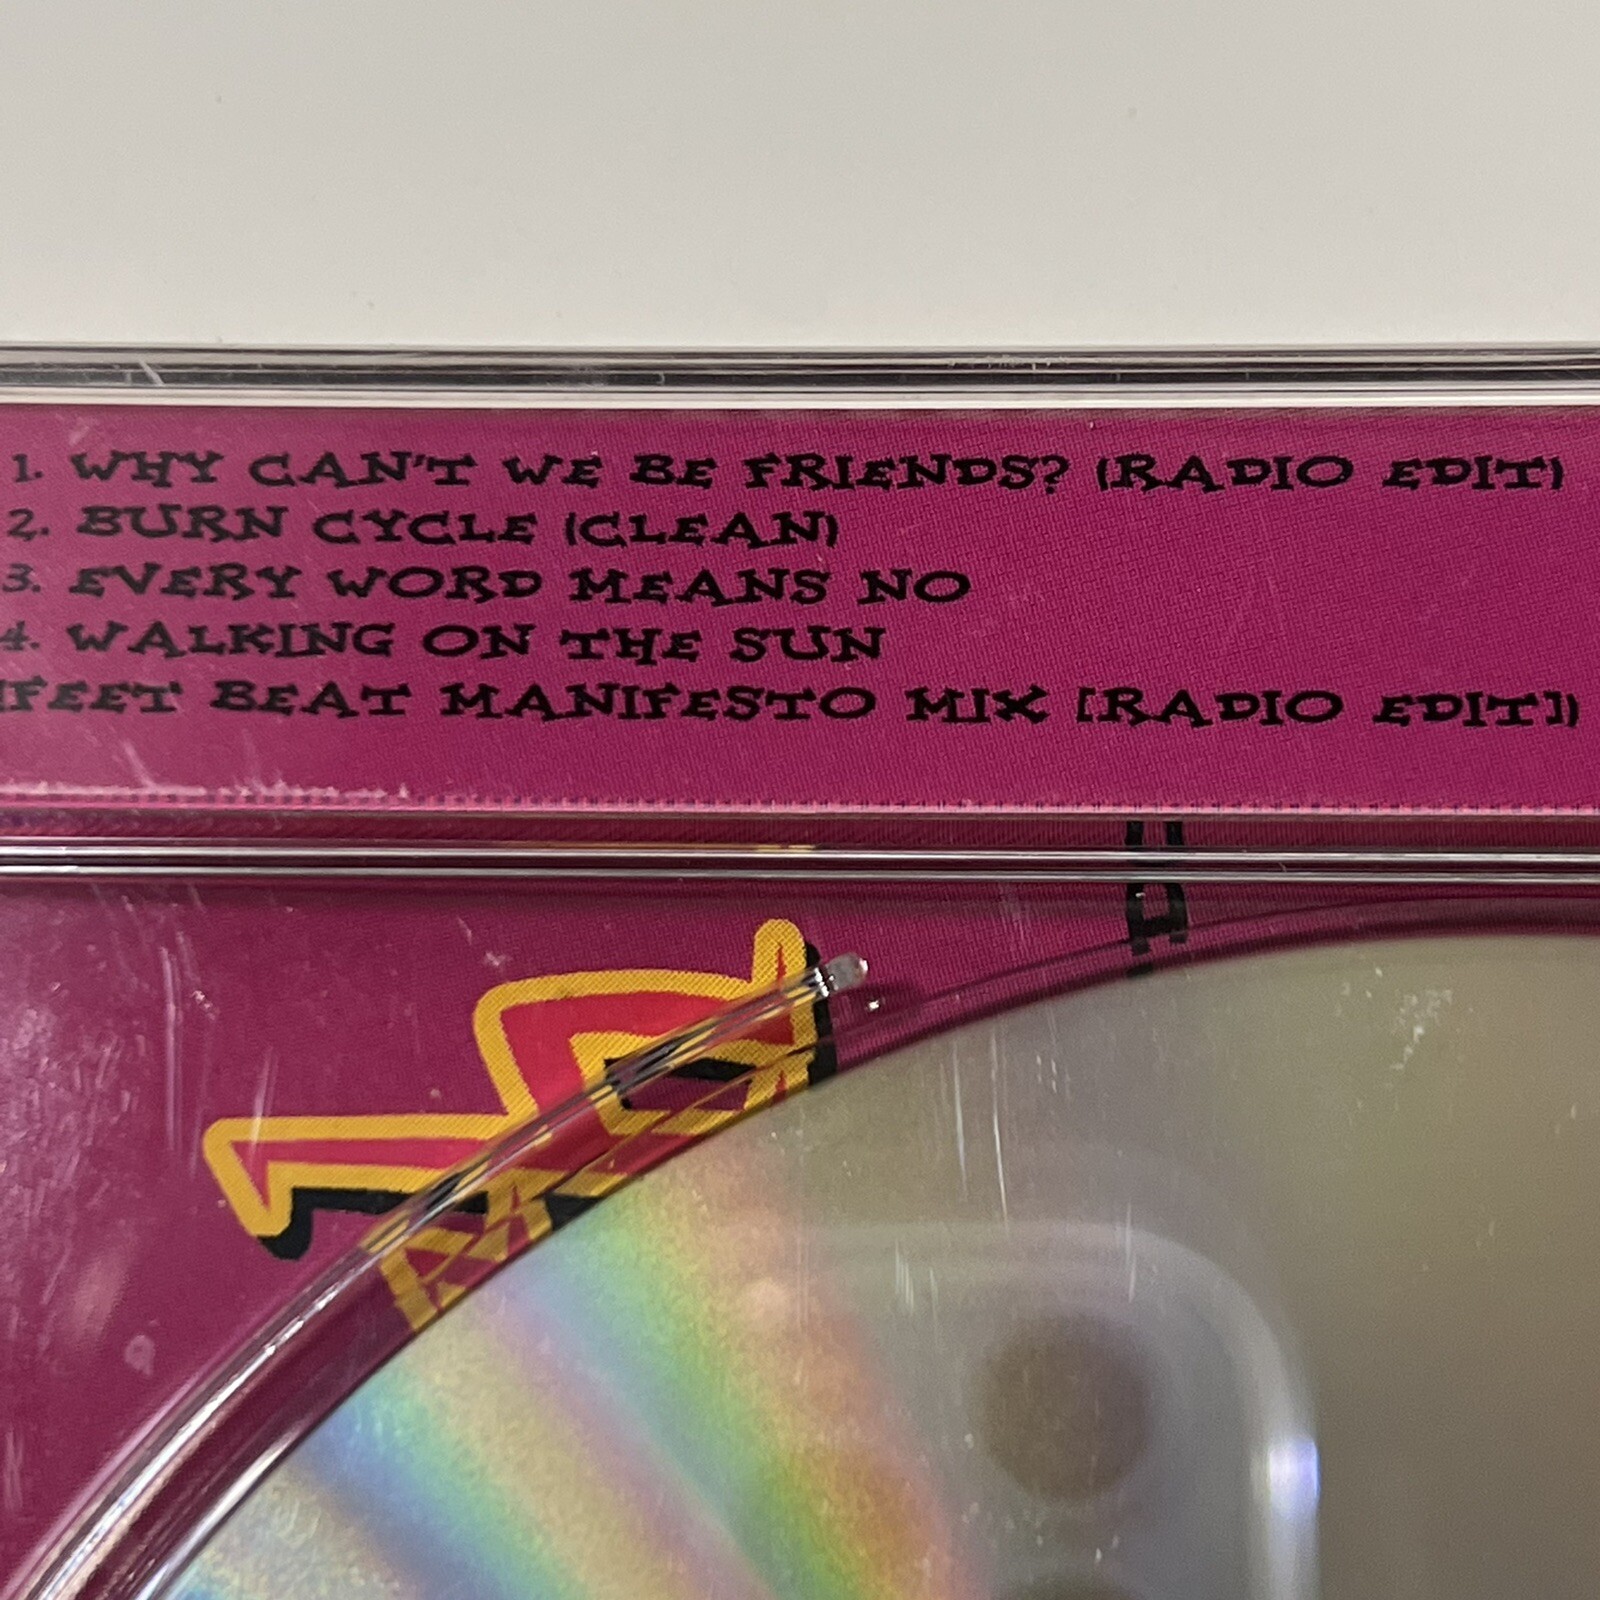 1. WHY CAN'T WE BE FRIENDS? (RADIO EDIT)
2. BURN CYCLE (CLEAN)
3. EVERY WORD MEANS NO
4. WALKING ON THE SUN
FEET BEAT MANIFESTO MIX [RADIO EDIT])